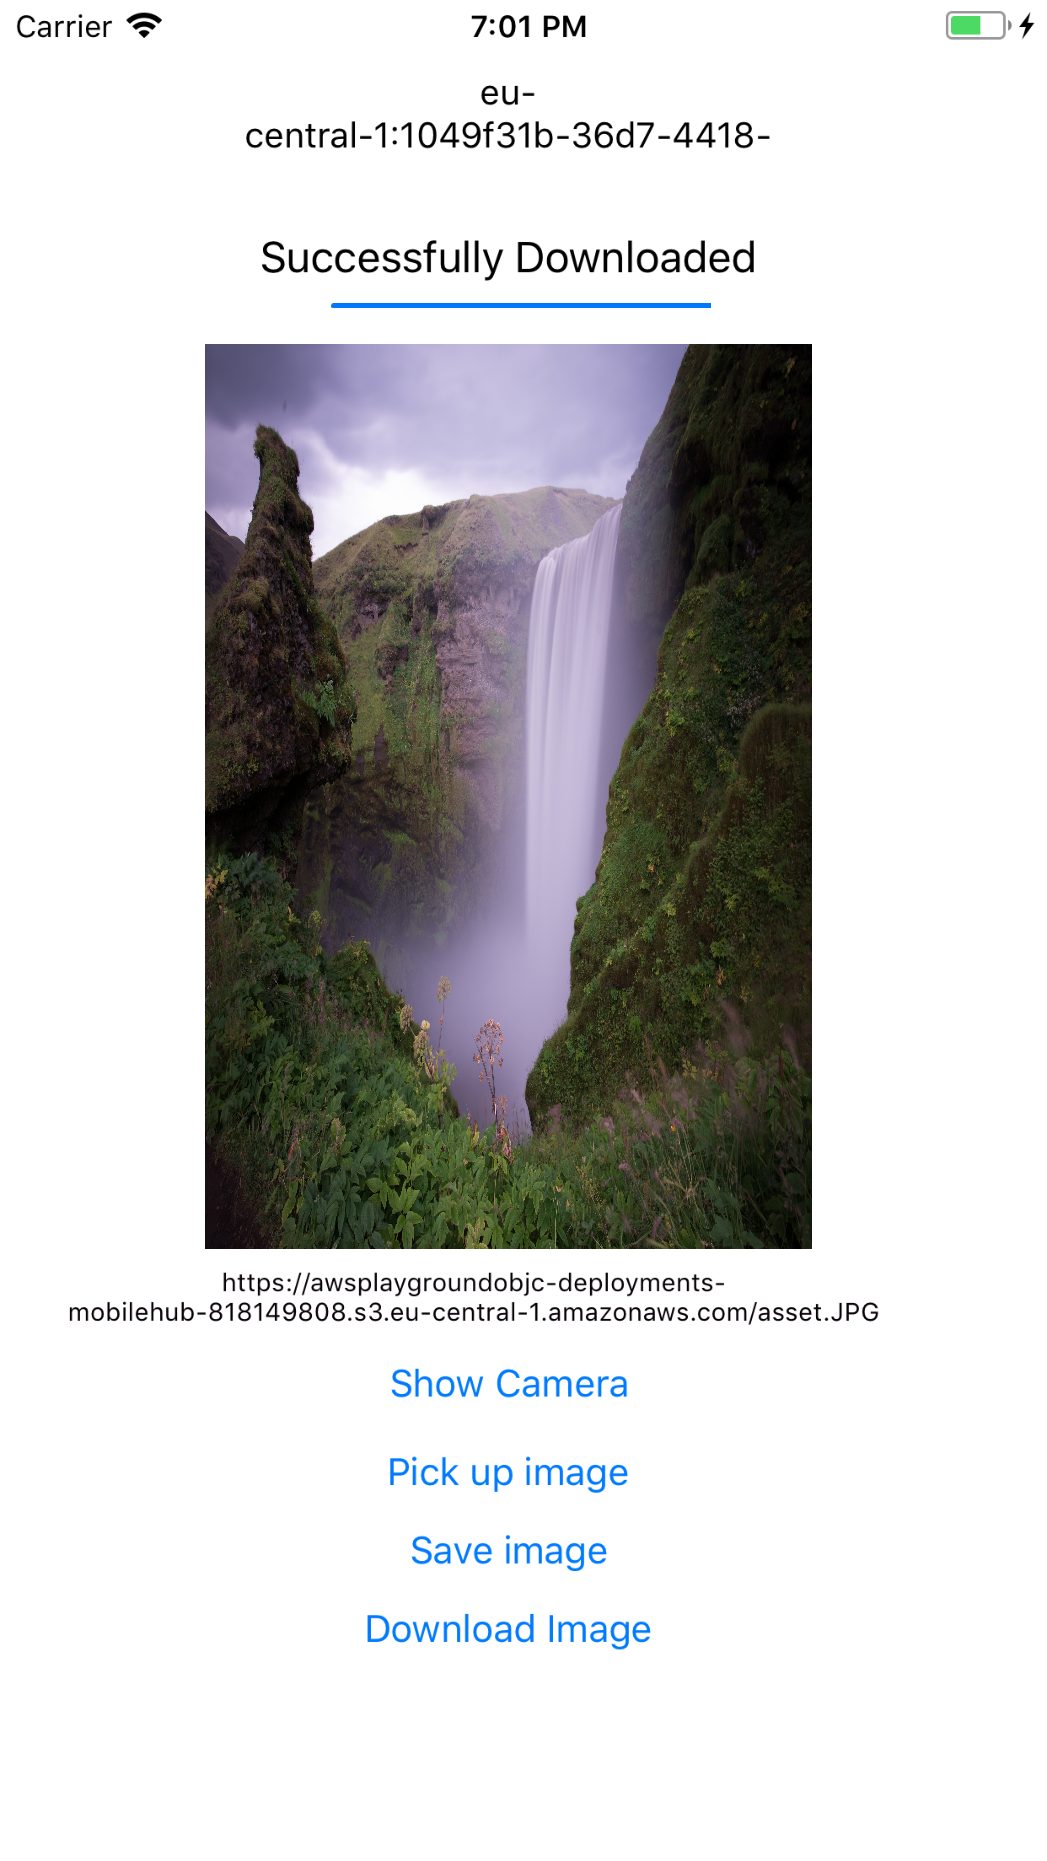 Carrier 7:01 PM
eu-
central-1:1049f31b-36d7-4418-
Successfully Downloaded
https://awsplaygroundobjc-deployments-
mobilehub-818149808.s3.eu-central-1.amazonaws.com/asset.JPG
Show Camera
Pick up image
Save image
Download Image